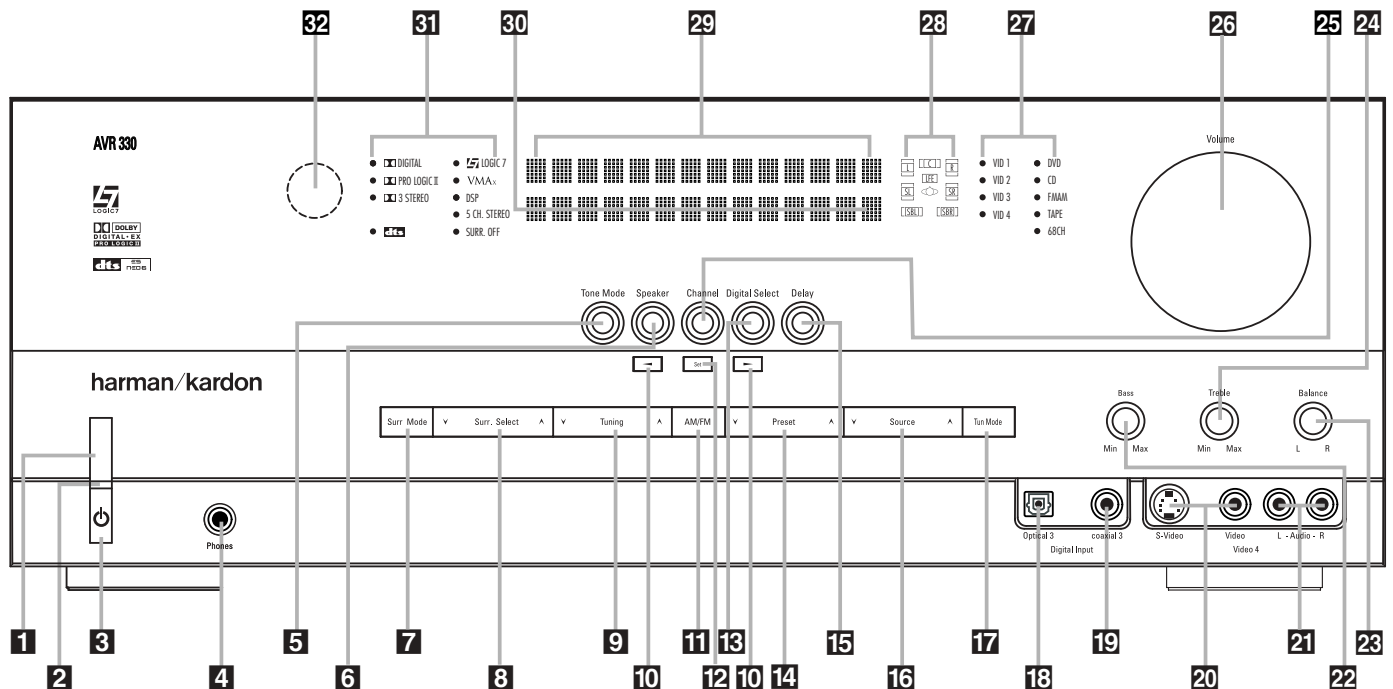 32 31 30 29 28 27 26 25 24
AVR 330
Volume
DIGITAL LOGIC 7
PRO LOGIC II VMAx
3 STEREO DSP
5 CH. STEREO
dts SURR. OFF
L C R
LFE
SL SR
SBL SBR
VID 1 DVD
VID 2 CD
VID 3 FMAM
VID 4 TAPE
68CH
LOGIC7
DOLBY
DIGITAL·EX
PRO LOGIC II
dts ES
NEO:6
Tone Mode Speaker Channel Digital Select Delay
Set
harman/kardon
Bass Treble Balance
Min Max Min Max L R
Surr Mode Surr. Select Tuning AM/FM Preset Source Tun Mode
Phones
Optical 3 coaxial 3 S-Video Video L - Audio - R
Digital Input Video 4
1 3 5 7 9 11 13 15 17 19 21 23
2 4 6 8 10 12 10 14 16 18 20 22